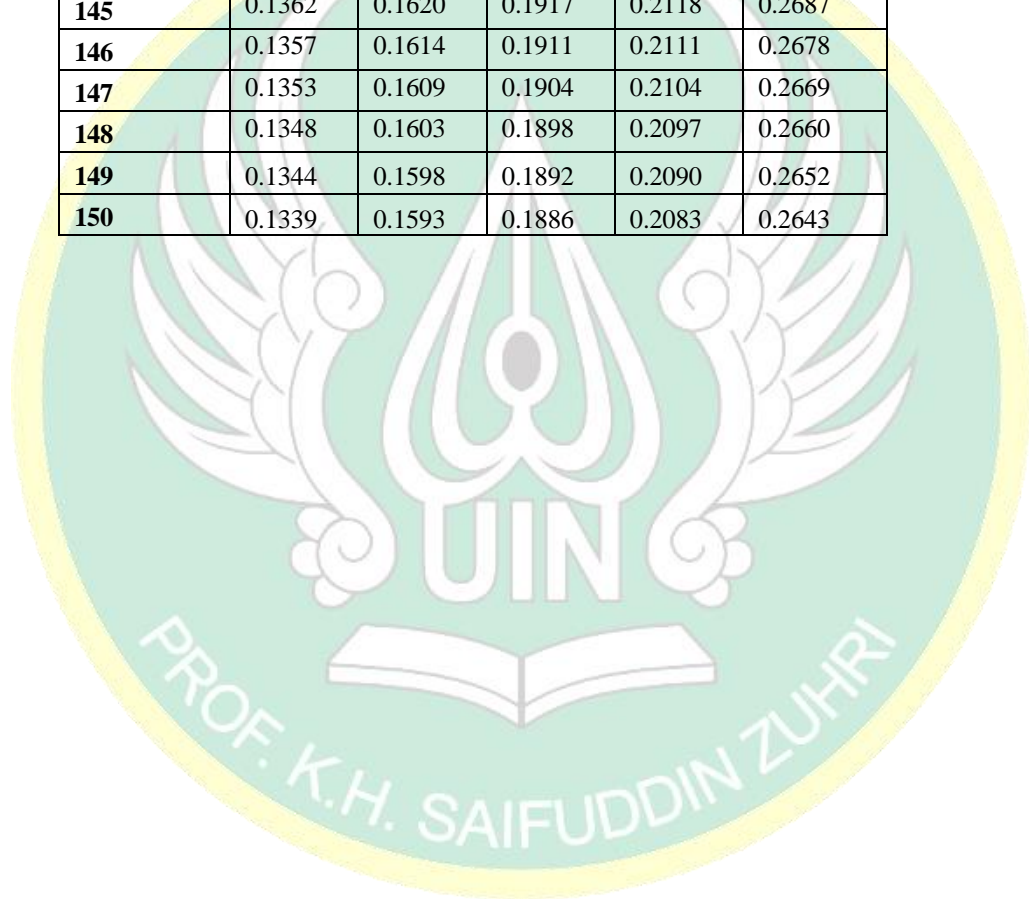 145 0.1362 0.1620 0.1917 0.2118 0.2687
146 0.1357 0.1614 0.1911 0.2111 0.2678
147 0.1353 0.1609 0.1904 0.2104 0.2669
148 0.1348 0.1603 0.1898 0.2097 0.2660
149 0.1344 0.1598 0.1892 0.2090 0.2652
150 0.1339 0.1593 0.1886 0.2083 0.2643
UIN
PROF. K.H. SAIFUDDIN ZUHRI